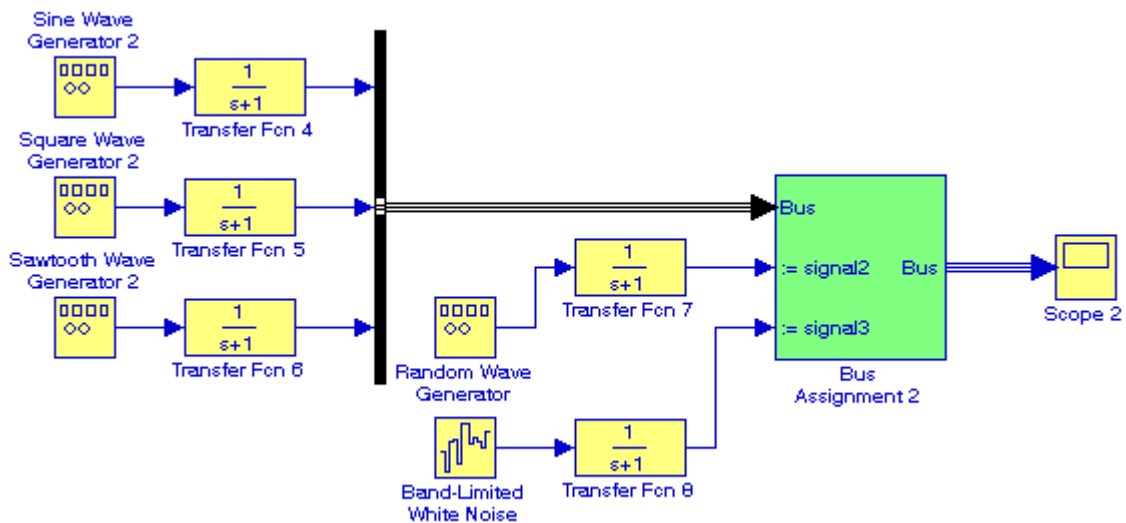 Sine Wave
Generator 2
1
s+1
Transfer Fcn 4
Square Wave
Generator 2
1
s+1
Transfer Fcn 5
Sawtooth Wave
Generator 2
1
s+1
Transfer Fcn 6
Random Wave
Generator
1
s+1
Transfer Fcn 7
Band-Limited
White Noise
1
s+1
Transfer Fcn 8
Bus
:= signal2
:= signal3
Bus
Bus
Assignment 2
Scope 2